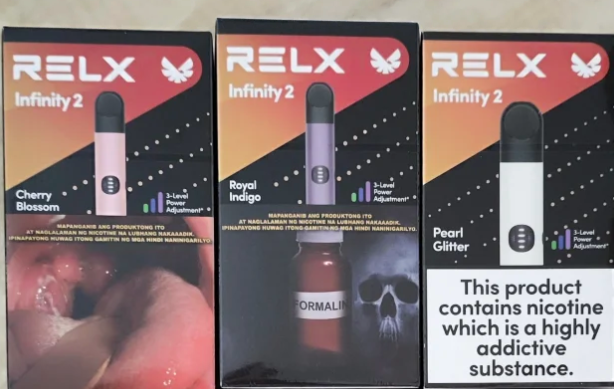 RELX
Infinity 2
Cherry
Blossom
3-Level
Power
Adjustment*
MAPANGANIB ANG PRODUKTONG ITO
AT NAGLALAMAN NG NICOTINE NA LUBHANG NAKAAADIK.
IPINAPAYONG HUWAG ITONG GAMITIN NG MGA HINDI NANINIGARILYO.
RELX
Infinity 2
Royal
Indigo
3-Level
Power
Adjustment*
MAPANGANIB ANG PRODUKTONG ITO
AT NAGLALAMAN NG NICOTINE NA LUBHANG NAKAAADIK.
IPINAPAYONG HUWAG ITONG GAMITIN NG MGA HINDI NANINIGARILYO.
FORMALIN
RELX
Infinity 2
Pearl
Glitter
3-Level
Power
Adjustment*
This product
contains nicotine
which is a highly
addictive
substance.